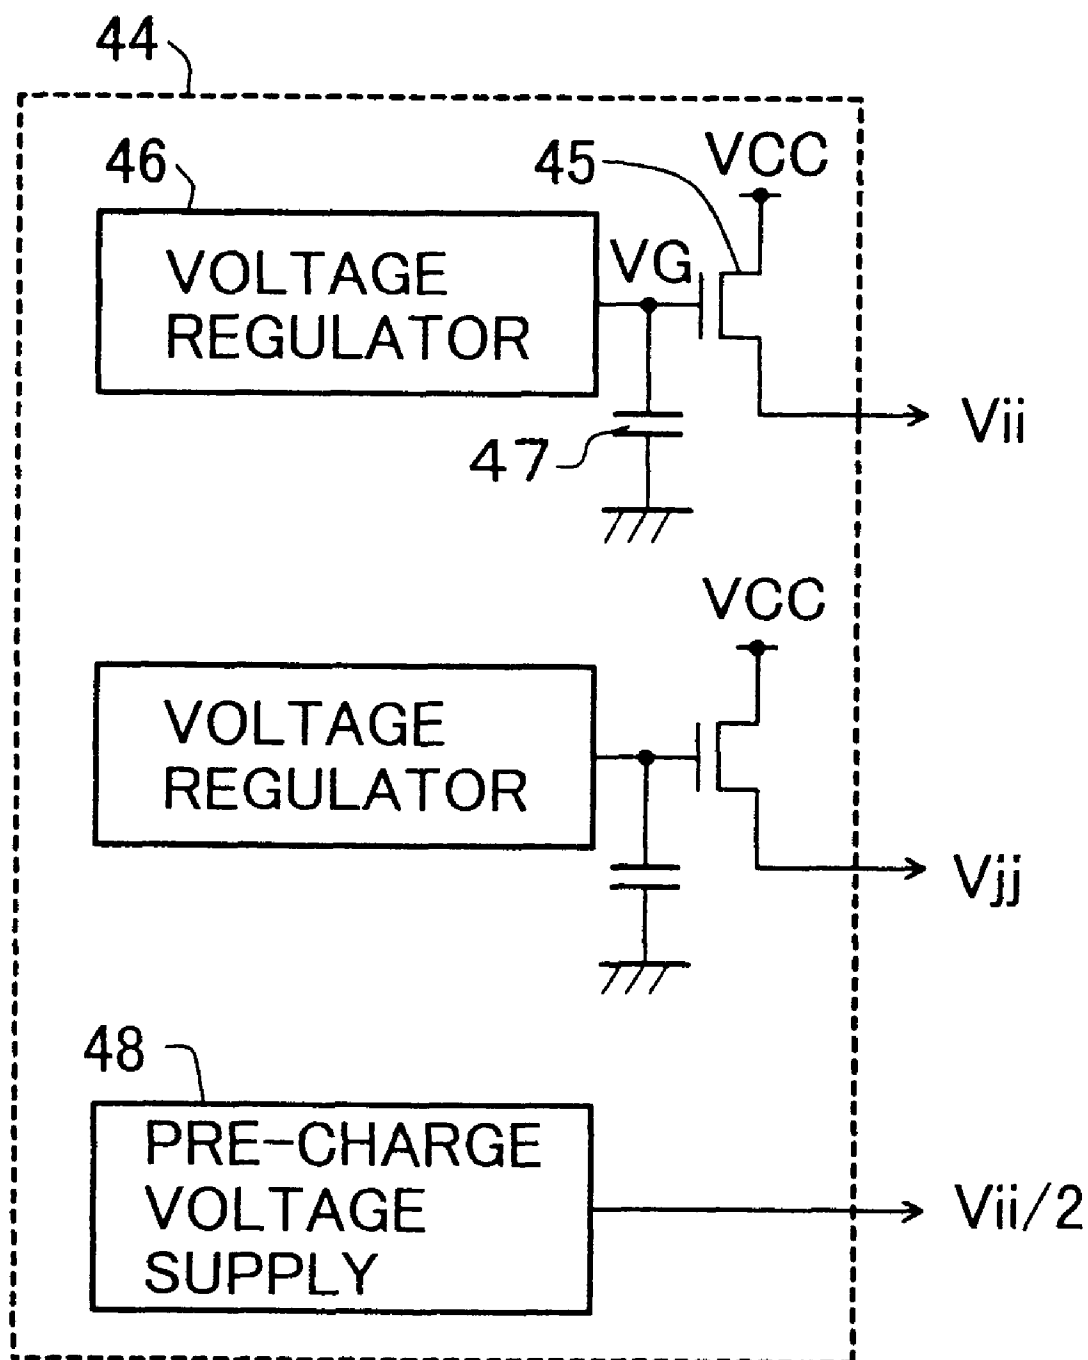 44
46
45
VCC
VOLTAGE
REGULATOR
VG
Vii
47
VCC
VOLTAGE
REGULATOR
Vjj
48
PRE-CHARGE
VOLTAGE
SUPPLY
Vii/2